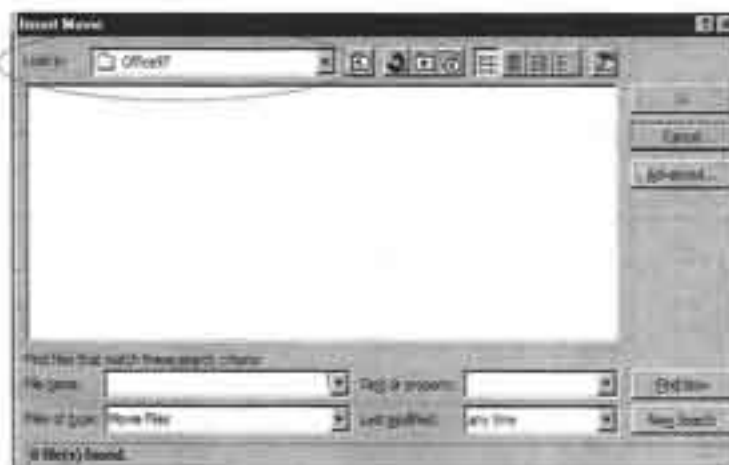 Insert Movie
Look in: Office97
Cancel
Advanced...
Find files that match these search criteria:
File name: Text or property: Find Now
Files of type: Movie Files Last modified: any time New Search
0 file(s) found.